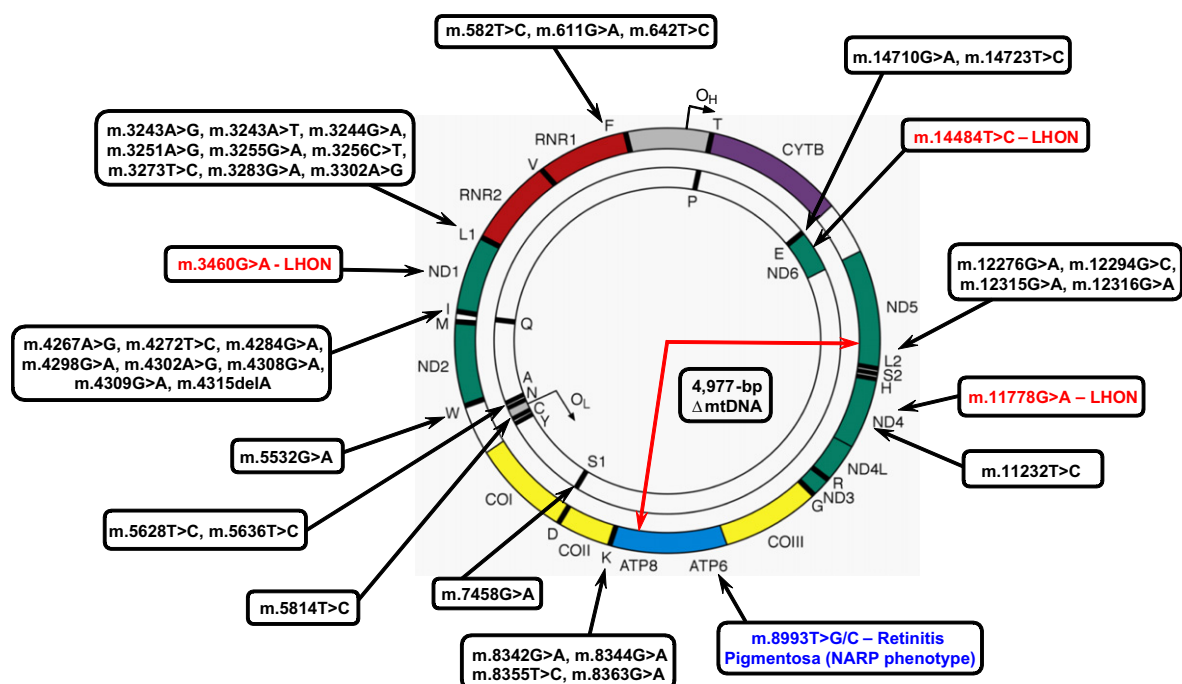 m.582T>C, m.611G>A, m.642T>C
m.14710G>A, m.14723T>C
m.3243A>G, m.3243A>T, m.3244G>A,
m.3251A>G, m.3255G>A, m.3256C>T,
m.3273T>C, m.3283G>A, m.3302A>G
m.14484T>C – LHON
m.3460G>A - LHON
m.12276G>A, m.12294G>C,
m.12315G>A, m.12316G>A
m.4267A>G, m.4272T>C, m.4284G>A,
m.4298G>A, m.4302A>G, m.4308G>A,
m.4309G>A, m.4315delA
4,977-bp
ΔmtDNA
m.11778G>A – LHON
m.5532G>A
m.11232T>C
m.5628T>C, m.5636T>C
m.5814T>C
m.7458G>A
m.8342G>A, m.8344G>A
m.8355T>C, m.8363G>A
m.8993T>G/C – Retinitis
Pigmentosa (NARP phenotype)
OH
F
T
RNR1
CYTB
V
RNR2
P
L1
E
ND6
ND1
ND5
I
M
Q
L2
S2
H
ND2
A
N
C
Y
OL
W
ND4
S1
ND4L
R
ND3
G
COI
D
COII
K
ATP8
ATP6
COIII